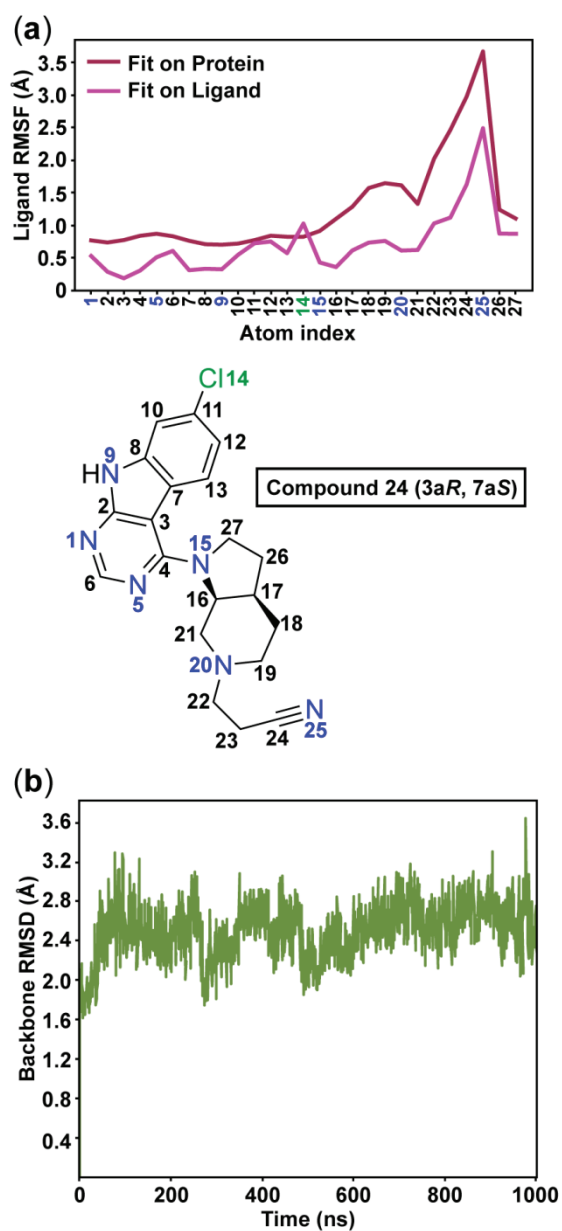 (a)
Fit on Protein
Fit on Ligand
Ligand RMSF (Å)
3.5
3.0
2.5
2.0
1.5
1.0
0.5
0
1 2 3 4 5 6 7 8 9 10 11 12 13 14 15 16 17 18 19 20 21 22 23 24 25 26 27
Atom index
Cl14
10 11
8 12
9
HN
7 13
2 3
1N 15 N 27
4 26
6 N 5
16 17
21 18
20N 19
22 N
25
23 24
Compound 24 (3aR, 7aS)
(b)
Backbone RMSD (Å)
3.6
3.2
2.8
2.4
2.0
1.6
1.2
0.8
0.4
0 200 400 600 800 1000
Time (ns)